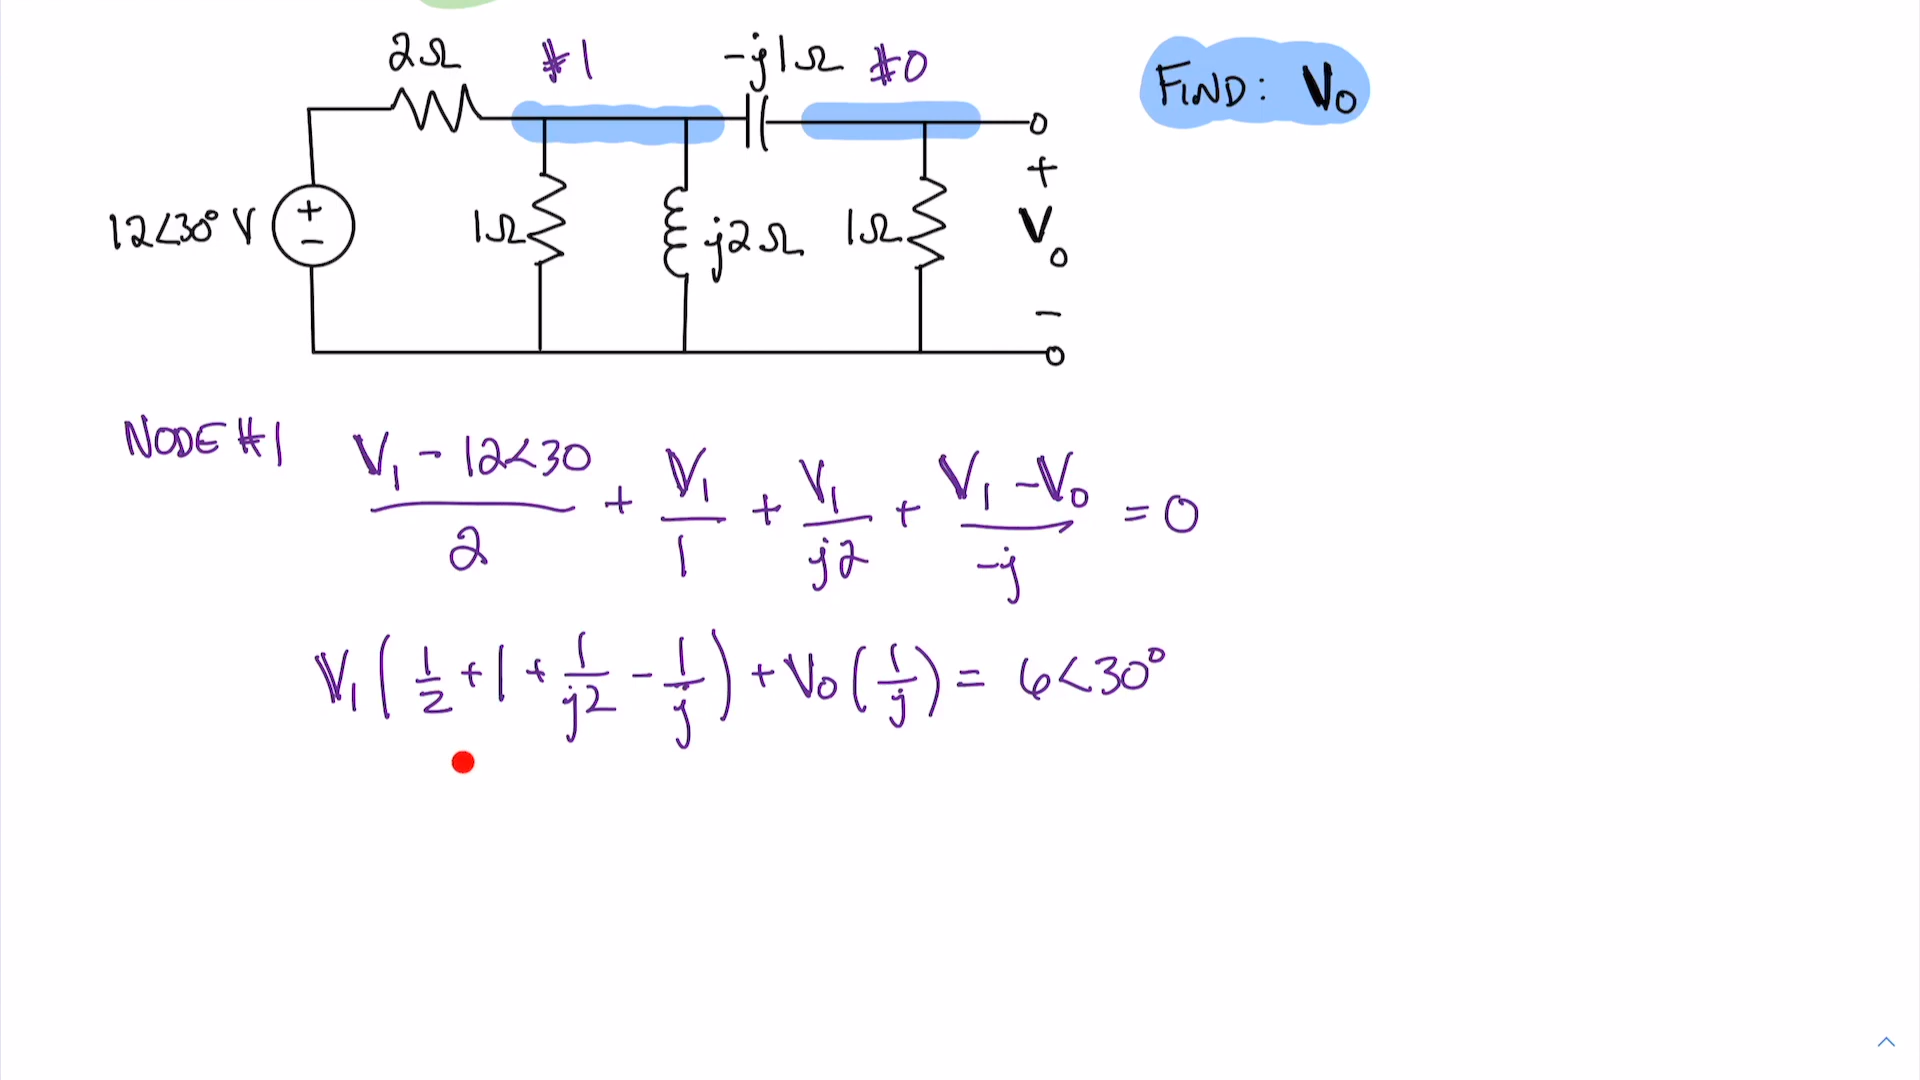 2Ω #1 -j1Ω #0
FIND: V₀
12∠30° V + − 1Ω j2Ω 1Ω + V₀ −
NODE #1 (V₁ - 12∠30)/2 + V₁/1 + V₁/j2 + (V₁ - V₀)/-j = 0
V₁(1/2 + 1 + 1/j2 - 1/j) + V₀(1/j) = 6∠30°